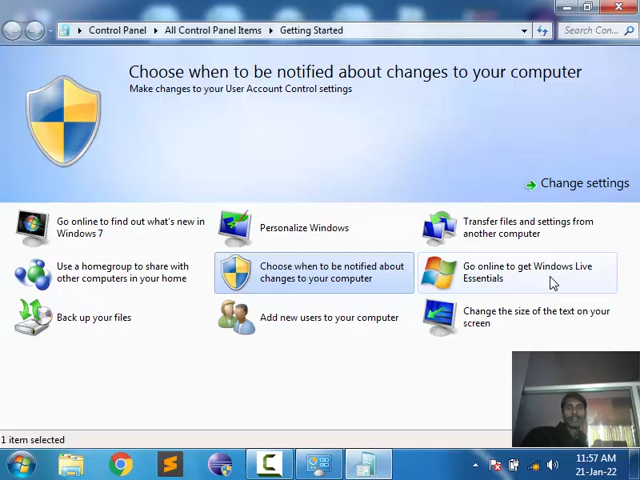 Control Panel
All Control Panel Items
Getting Started
Search Con...
Choose when to be notified about changes to your computer
Make changes to your User Account Control settings
Change settings
Go online to find out what's new in
Windows 7
Personalize Windows
Transfer files and settings from
another computer
Use a homegroup to share with
other computers in your home
Choose when to be notified about
changes to your computer
Go online to get Windows Live
Essentials
Back up your files
Add new users to your computer
Change the size of the text on your
screen
1 item selected
11:57 AM
21-Jan-22